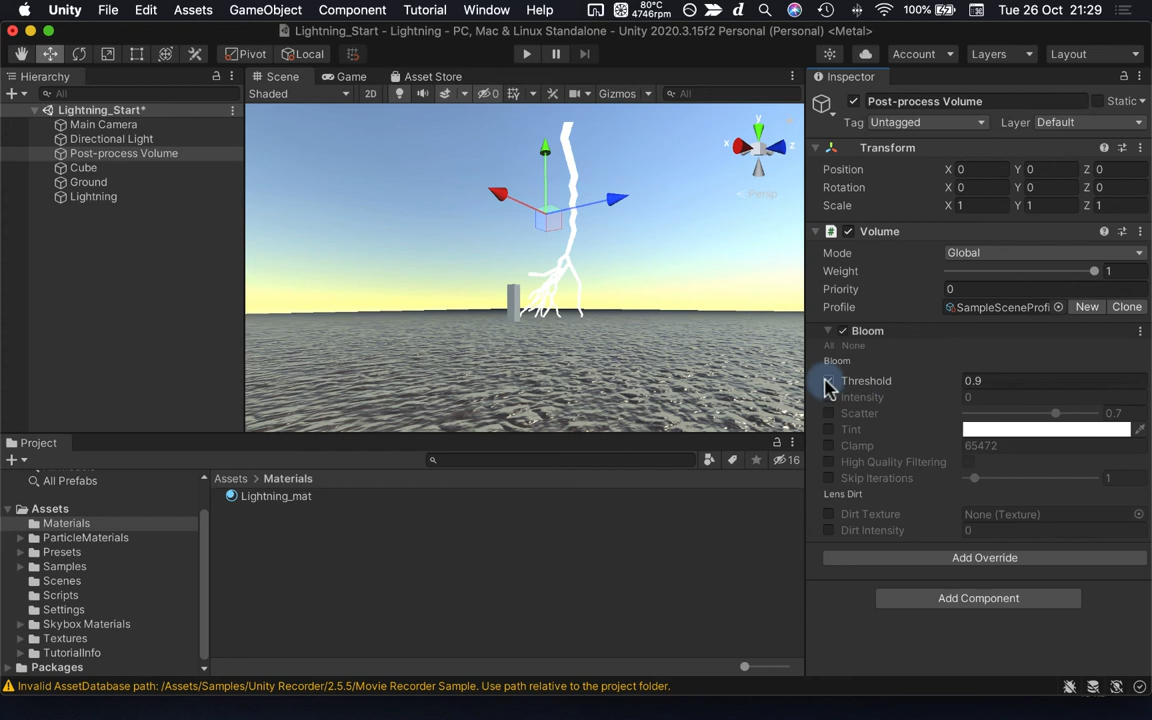 Unity File Edit Assets GameObject Component Tutorial Window Help 80°C 4746rpm 100% Tue 26 Oct 21:29
Lightning_Start - Lightning - PC, Mac & Linux Standalone - Unity 2020.3.15f2 Personal (Personal) <Metal>
Pivot Local Account Layers Layout
Hierarchy
All
Lightning_Start*
Main Camera
Directional Light
Post-process Volume
Cube
Ground
Lightning
Scene Game Asset Store
Shaded 2D 0 Gizmos All
y
x z
Persp
Project
16
All Prefabs
Assets
Materials
ParticleMaterials
Presets
Samples
Scenes
Scripts
Settings
Skybox Materials
Textures
TutorialInfo
Packages
Assets > Materials
Lightning_mat
Inspector
Post-process Volume Static
Tag Untagged Layer Default
Transform
Position X 0 Y 0 Z 0
Rotation X 0 Y 0 Z 0
Scale X 1 Y 1 Z 1
# Volume
Mode Global
Weight 1
Priority 0
Profile SampleSceneProfi New Clone
Bloom
All None
Bloom
Threshold 0.9
Intensity 0
Scatter 0.7
Tint
Clamp 65472
High Quality Filtering
Skip Iterations 1
Lens Dirt
Dirt Texture None (Texture)
Dirt Intensity 0
Add Override
Add Component
Invalid AssetDatabase path: /Assets/Samples/Unity Recorder/2.5.5/Movie Recorder Sample. Use path relative to the project folder.